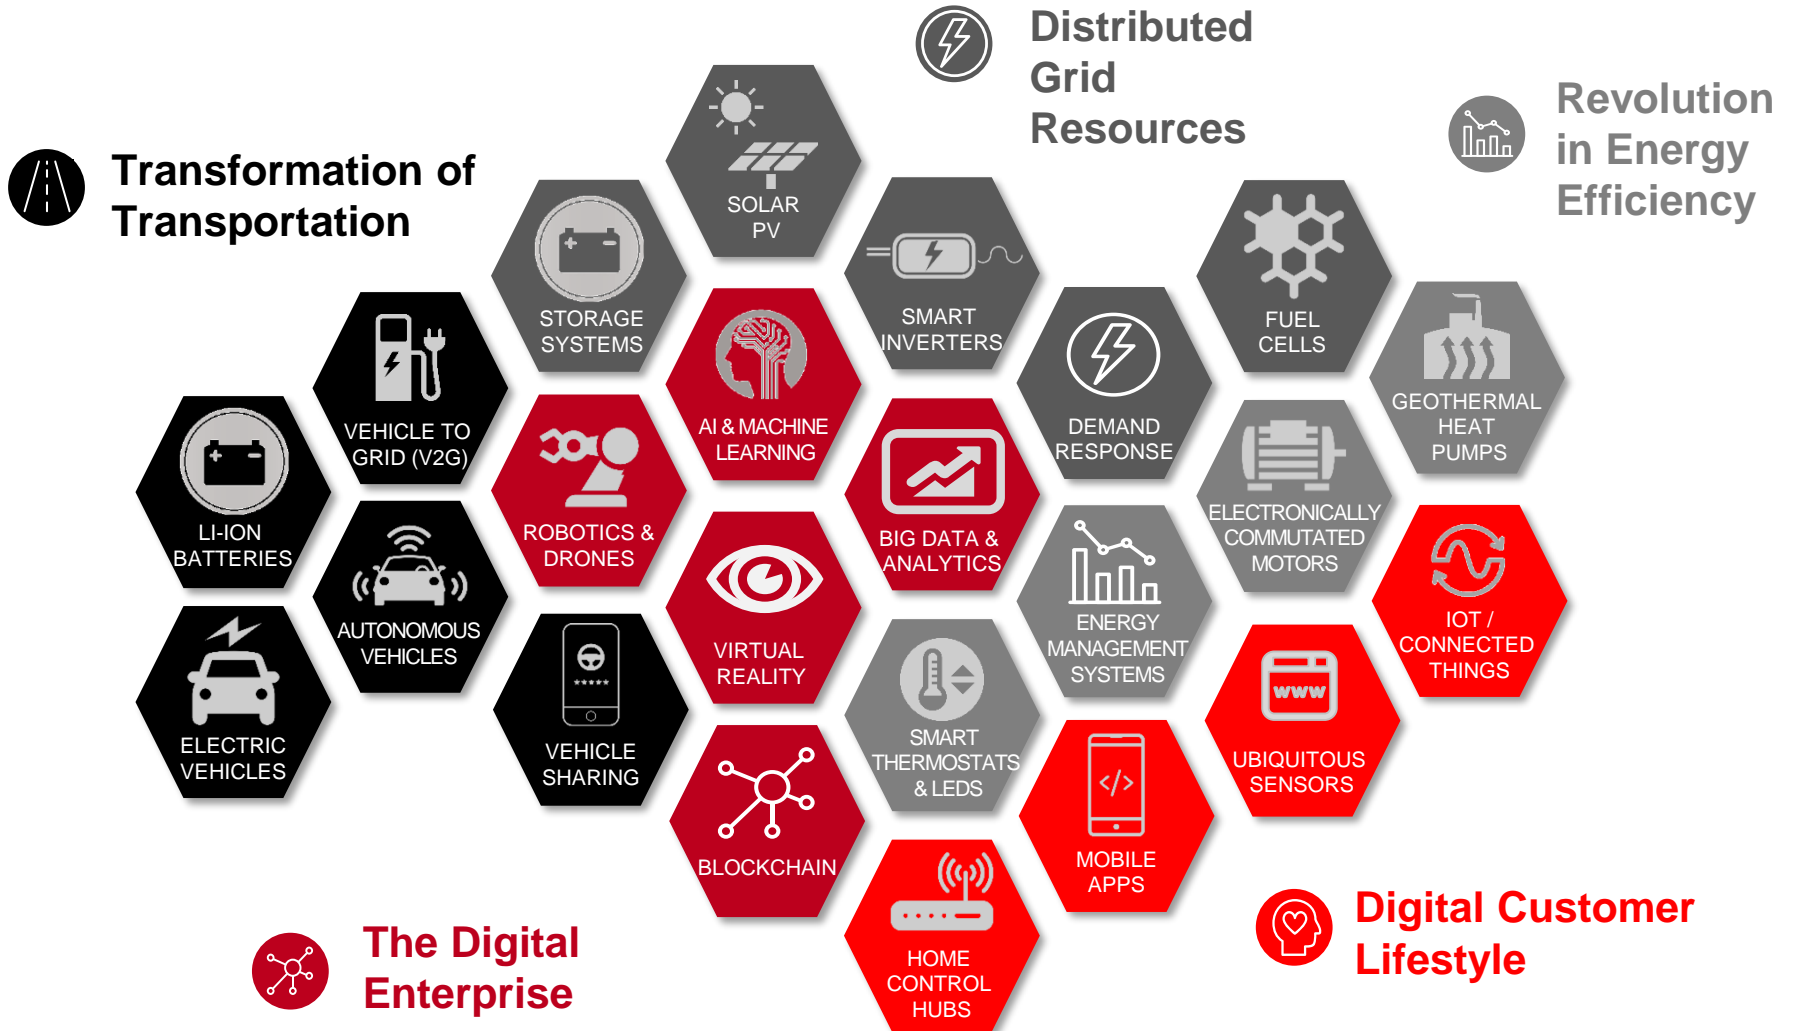 Distributed
Grid
Resources
Revolution
in Energy
Efficiency
Transformation of
Transportation
SOLAR
PV
STORAGE
SYSTEMS
SMART
INVERTERS
FUEL
CELLS
VEHICLE TO
GRID (V2G)
AI & MACHINE
LEARNING
DEMAND
RESPONSE
GEOTHERMAL
HEAT
PUMPS
LI-ION
BATTERIES
ROBOTICS &
DRONES
BIG DATA &
ANALYTICS
ELECTRONICALLY
COMMUTATED
MOTORS
AUTONOMOUS
VEHICLES
VIRTUAL
REALITY
ENERGY
MANAGEMENT
SYSTEMS
IOT /
CONNECTED
THINGS
ELECTRIC
VEHICLES
VEHICLE
SHARING
SMART
THERMOSTATS
& LEDS
WWW
UBIQUITOUS
SENSORS
BLOCKCHAIN
</>
MOBILE
APPS
HOME
CONTROL
HUBS
The Digital
Enterprise
Digital Customer
Lifestyle